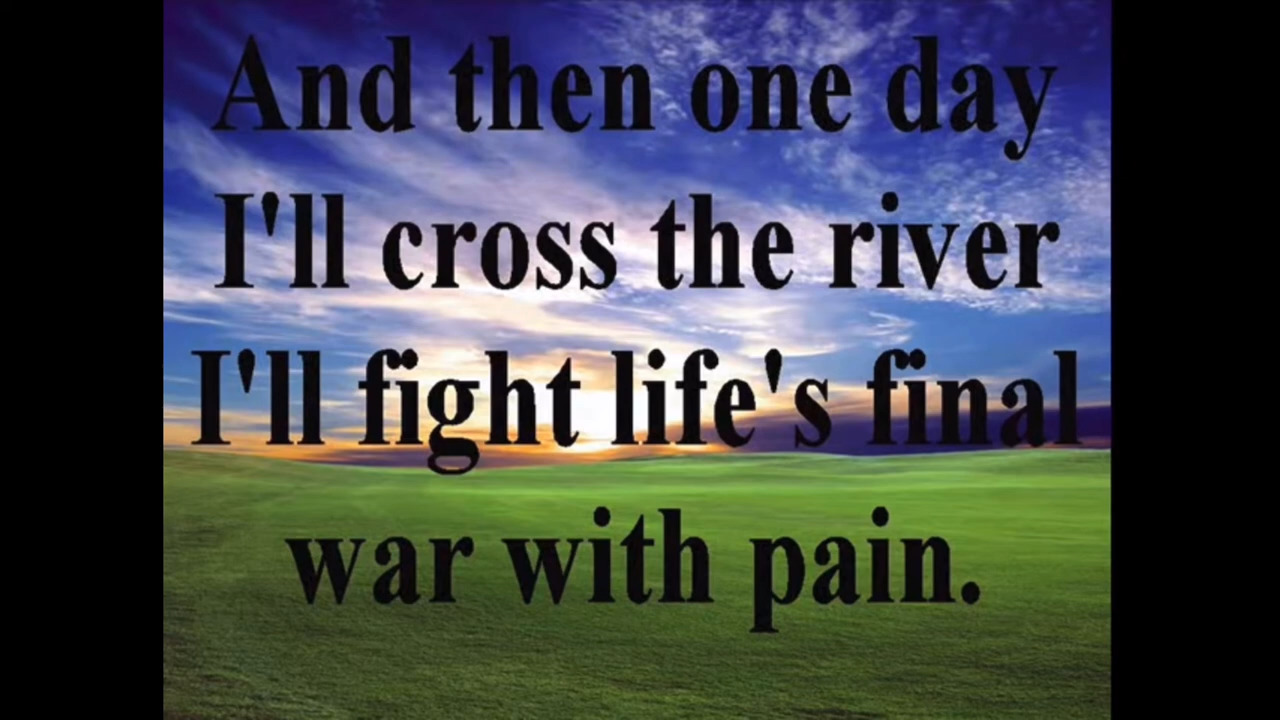 And then one day
I'll cross the river
I'll fight life's final
war with pain.